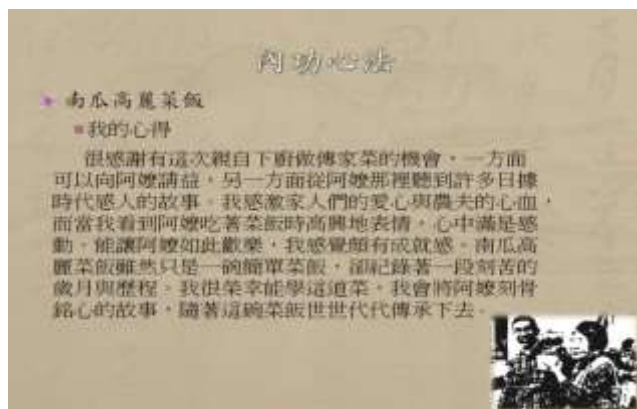 內功心法
南瓜高麗菜飯
我的心得
很感謝有這次親自下廚做傳家菜的機會，一方面
可以向阿嬤請益，另一方面從阿嬤那裡聽到許多日據
時代感人的故事。我感激家人們的愛心與農夫的心血，
而當我看到阿嬤吃著菜飯時高興地表情，心中滿是感
動。能讓阿嬤如此歡樂，我感覺頗有成就感。南瓜高
麗菜飯雖然只是一碗簡單菜飯，卻記錄著一段刻苦的
歲月與歷程。我很榮幸能學這道菜，我會將阿嬤刻骨
銘心的故事，隨著這碗菜飯世世代代傳承下去。